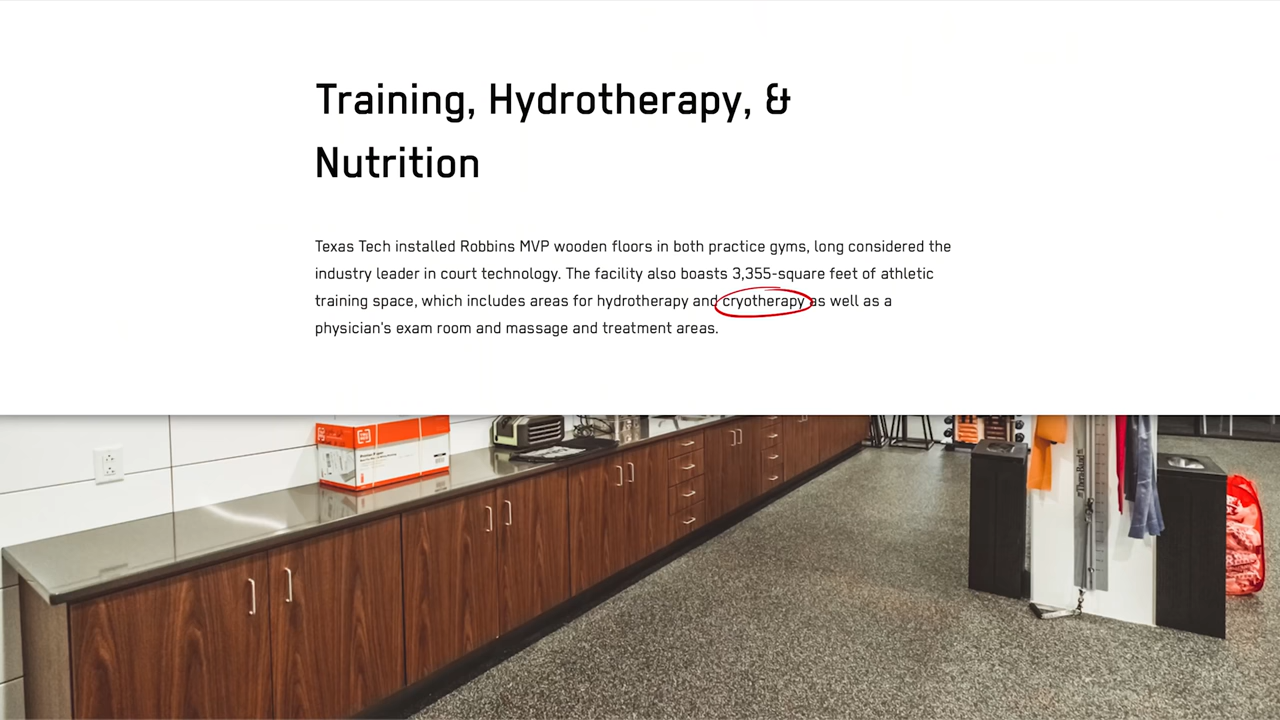 Training, Hydrotherapy, &
Nutrition
Texas Tech installed Robbins MVP wooden floors in both practice gyms, long considered the
industry leader in court technology. The facility also boasts 3,355-square feet of athletic
training space, which includes areas for hydrotherapy and cryotherapy as well as a
physician's exam room and massage and treatment areas.
TheraBand